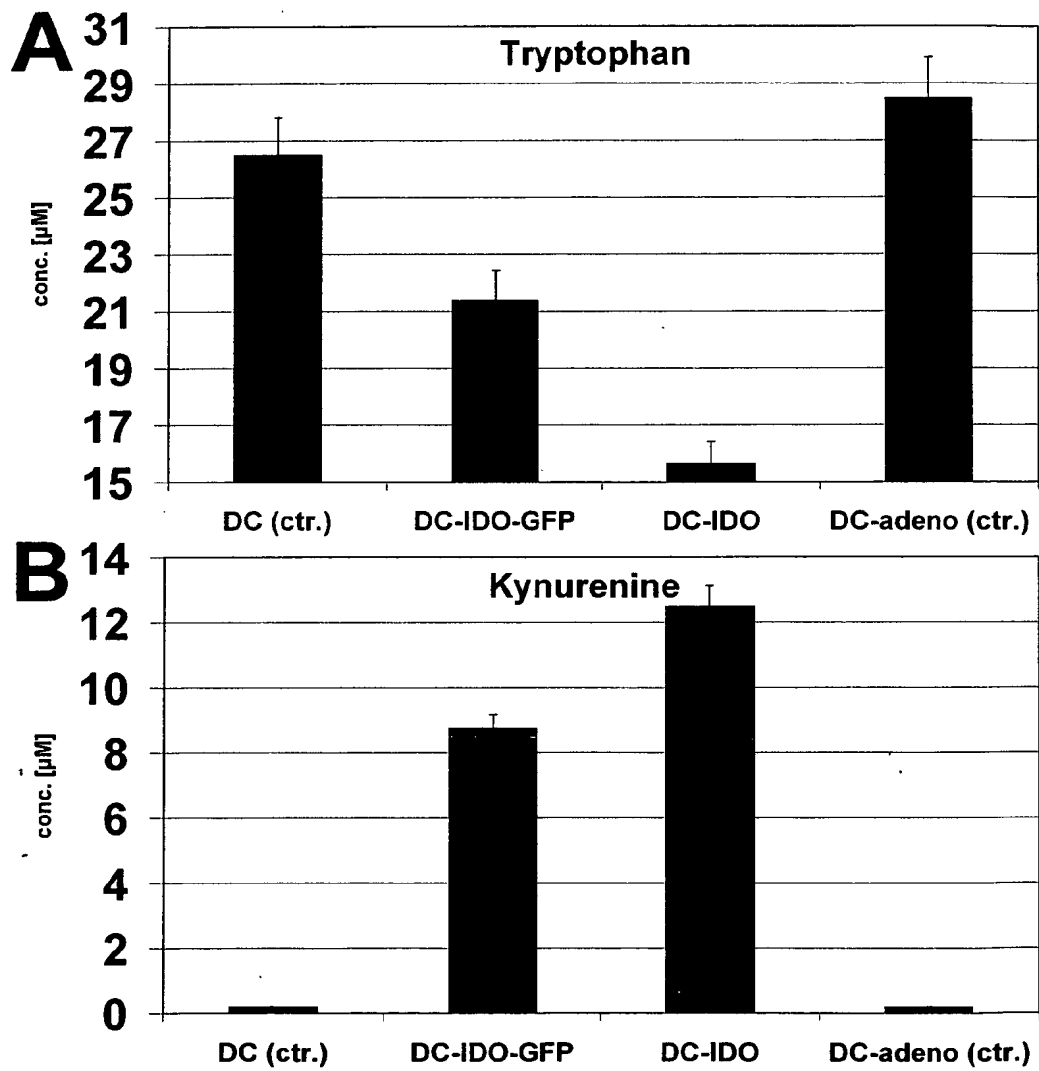 A
Tryptophan
31
29
27
25
23
21
19
17
15
conc. [µM]
DC (ctr.) DC-IDO-GFP DC-IDO DC-adeno (ctr.)
B
Kynurenine
14
12
10
8
6
4
2
0
conc. [µM]
DC (ctr.) DC-IDO-GFP DC-IDO DC-adeno (ctr.)